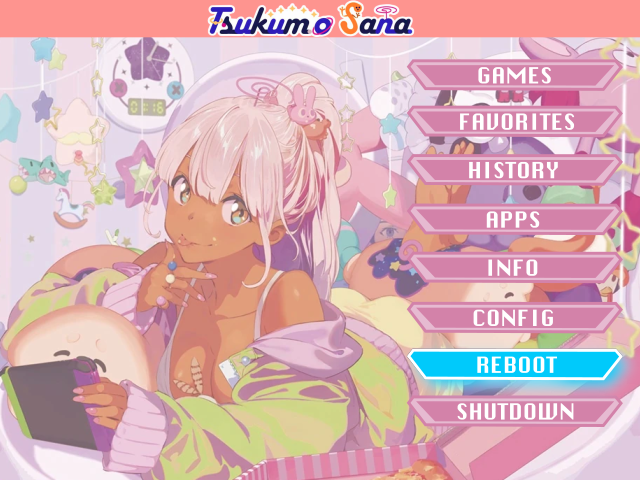 Tsukumo Sana
GAMES
FAVORITES
HISTORY
APPS
INFO
CONFIG
REBOOT
SHUTDOWN